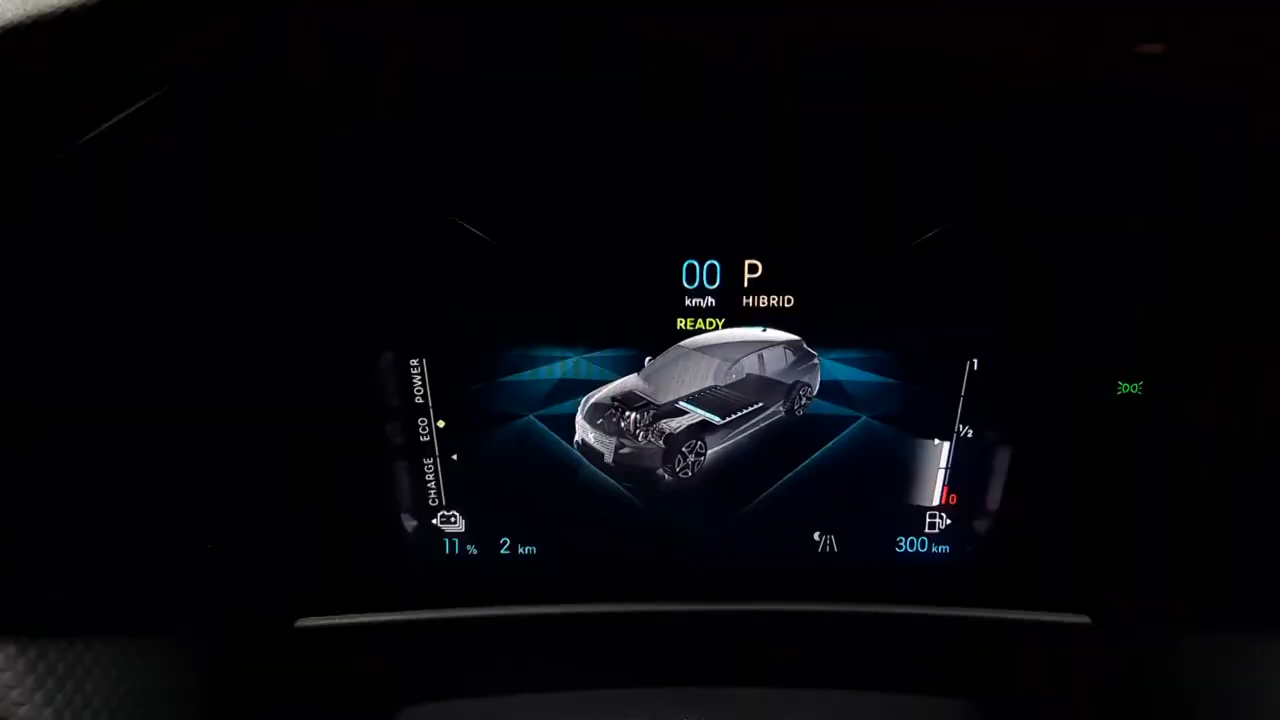 00 P
km/h HIBRID
READY
POWER
ECO
CHARGE
1
1/2
0
11 % 2 km
300 km